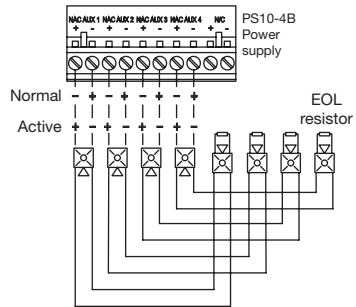 NAC AUX 1 NAC AUX 2 NAC AUX 3 NAC AUX 4 N/C
+ - + - + - + - + -
PS10-4B
Power
supply
Normal - + - + - + - +
Active + - + - + - + -
EOL
resistor